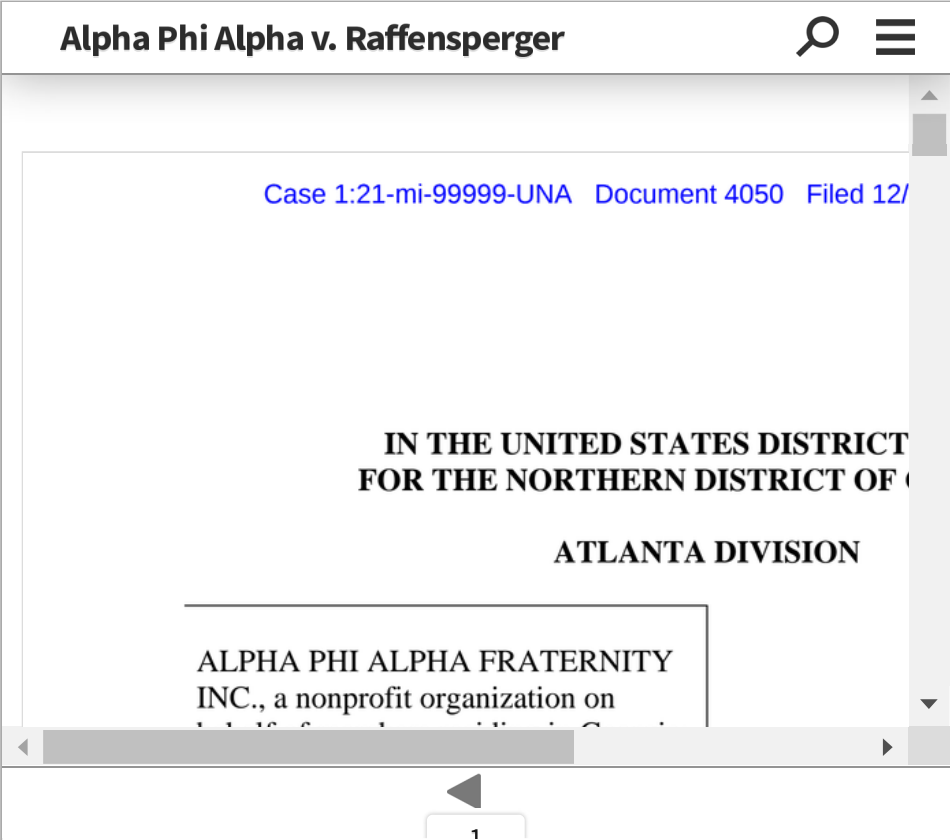 Alpha Phi Alpha v. Raffensperger
Case 1:21-mi-99999-UNA Document 4050 Filed 12/
IN THE UNITED STATES DISTRICT
FOR THE NORTHERN DISTRICT OF
ATLANTA DIVISION
ALPHA PHI ALPHA FRATERNITY
INC., a nonprofit organization on
1